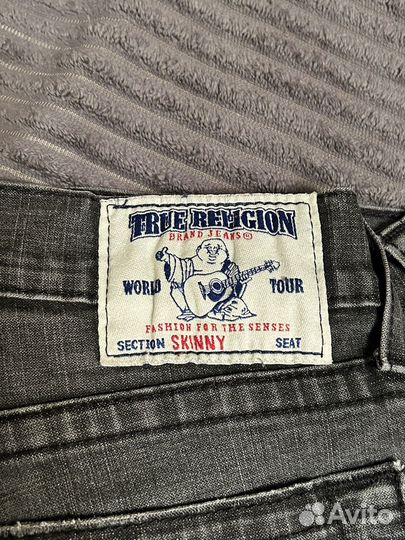 TRUE RELIGION
BRAND JEANS®
WORLD TOUR
FASHION FOR THE SENSES
SECTION SKINNY SEAT
Avito